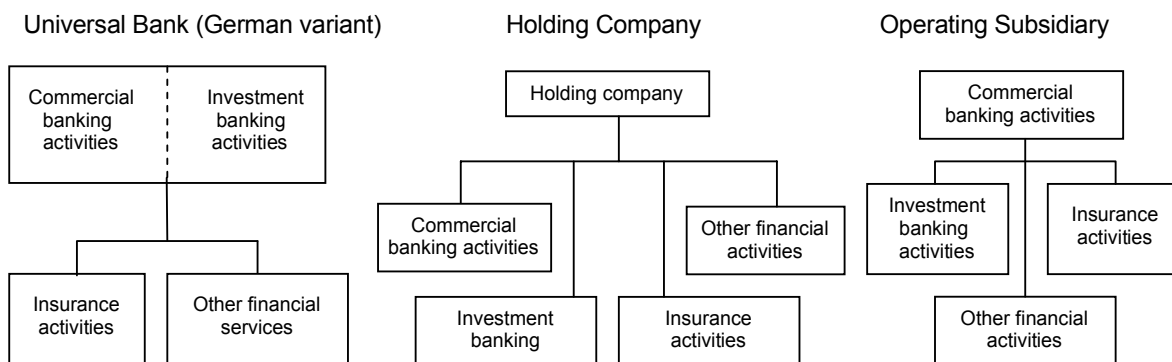 Universal Bank (German variant)
Commercial
banking
activities
Investment
banking
activities
Insurance
activities
Other financial
services
Holding Company
Holding company
Commercial
banking activities
Other financial
activities
Investment
banking
Insurance
activities
Operating Subsidiary
Commercial
banking activities
Investment
banking
activities
Insurance
activities
Other financial
activities